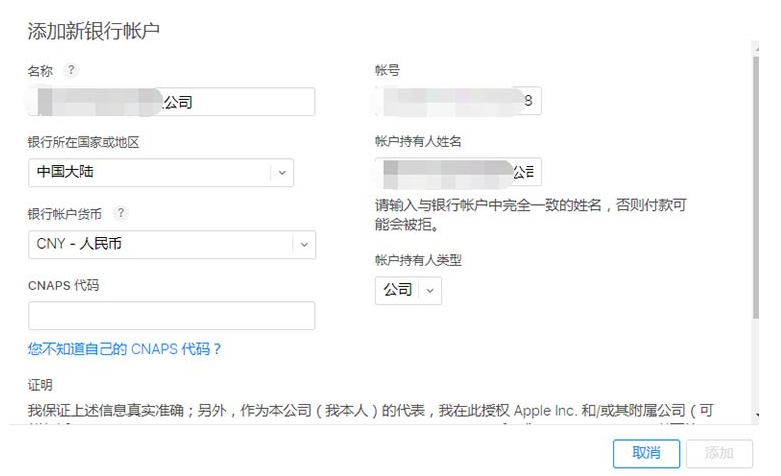 添加新银行帐户
名称 ?
公司
银行所在国家或地区
中国大陆
银行帐户货币 ?
CNY - 人民币
CNAPS 代码
您不知道自己的 CNAPS 代码？
帐号
8
帐户持有人姓名
公司
请输入与银行帐户中完全一致的姓名，否则付款可
能会被拒。
帐户持有人类型
公司
证明
我保证上述信息真实准确；另外，作为本公司（我本人）的代表，我在此授权 Apple Inc. 和/或其附属公司（可
取消
添加